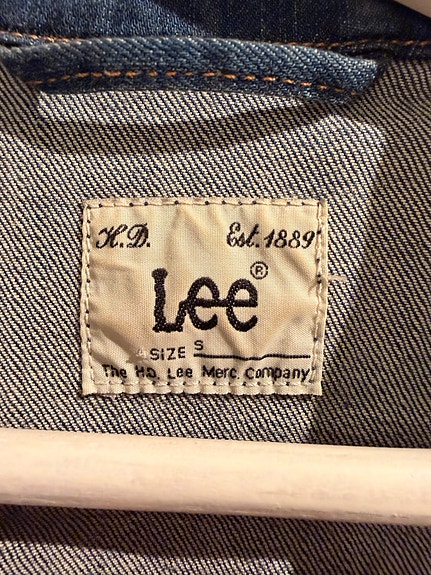 H.D. Est. 1889
Lee®
SIZE S
The H.D. Lee Merc. Company